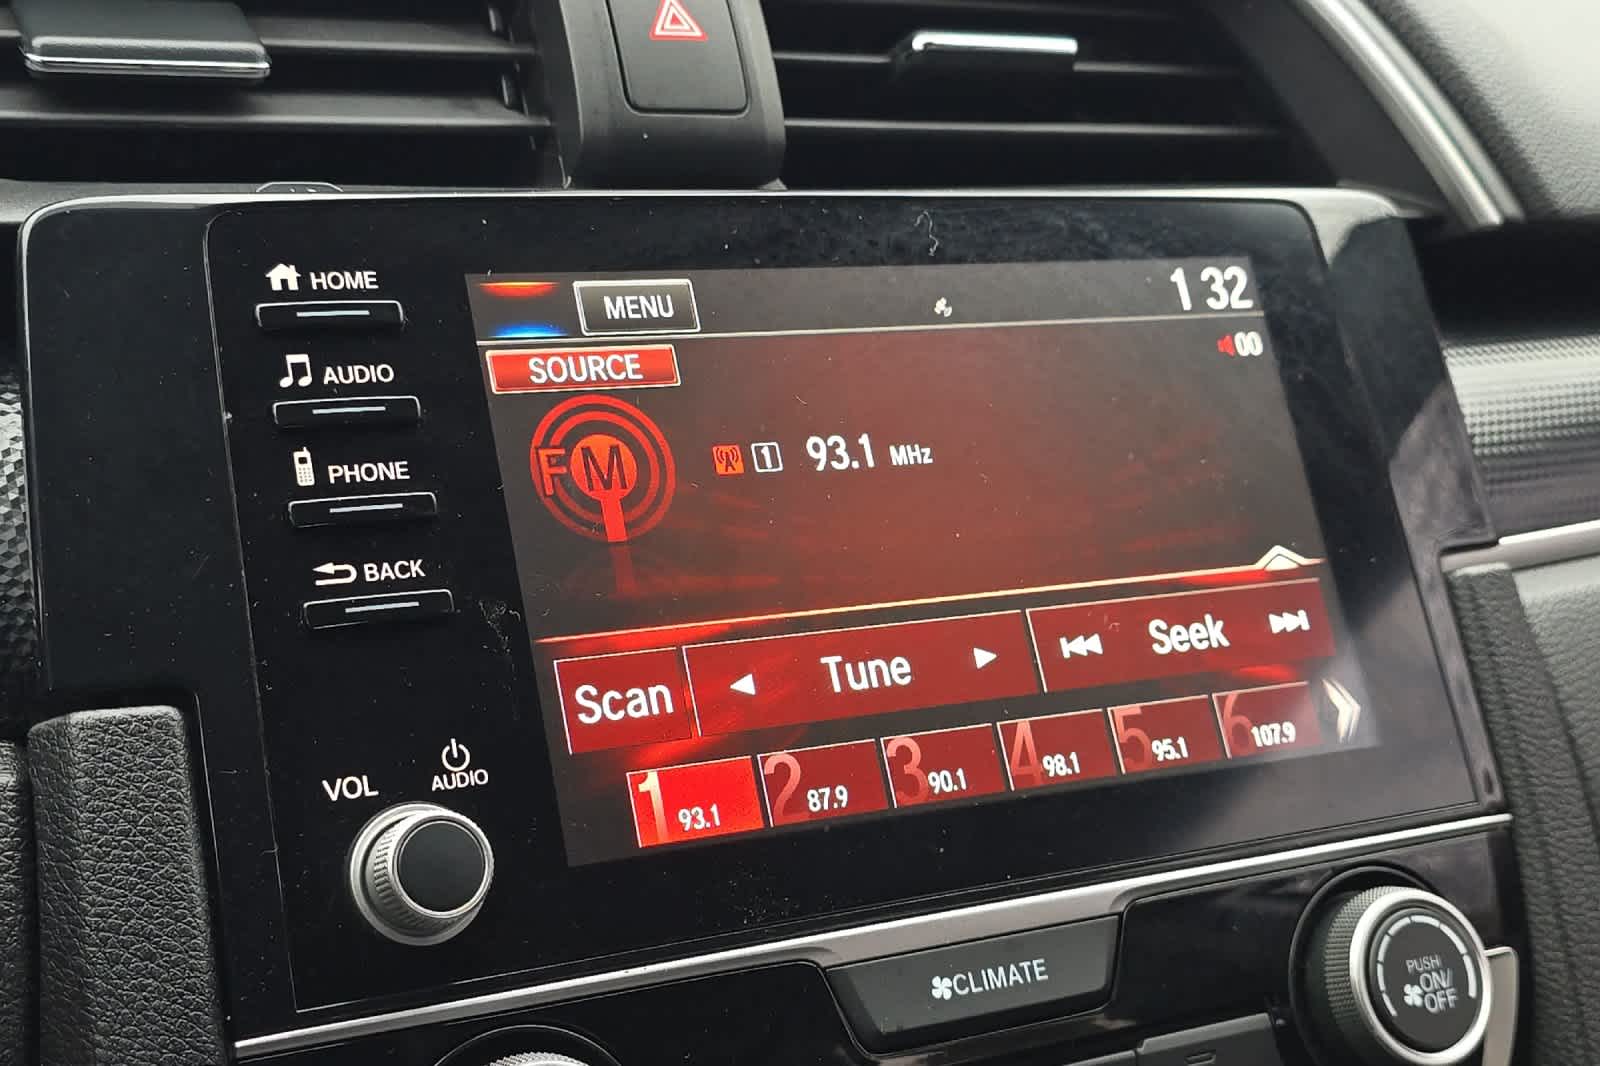 HOME
AUDIO
PHONE
BACK
VOL
AUDIO
MENU
1 32
SOURCE
00
FM
1 93.1 MHz
Scan
Tune
Seek
1 93.1
2 87.9
3 90.1
4 98.1
5 95.1
6 107.9
CLIMATE
PUSH
ON/
OFF